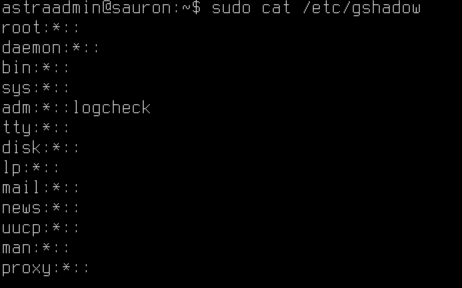 astraadmin@sauron:~$ sudo cat /etc/gshadow
root:*::
daemon:*::
bin:*::
sys:*::
adm:*::logcheck
tty:*::
disk:*::
lp:*::
mail:*::
news:*::
uucp:*::
man:*::
proxy:*::